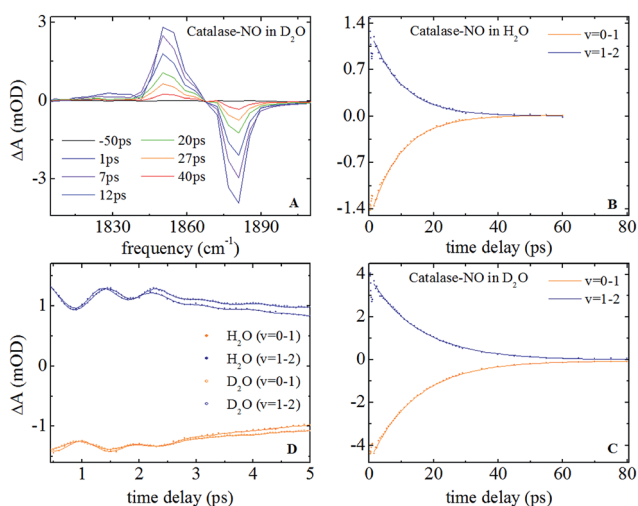 Catalase-NO in D₂O
3
0
-3
ΔA (mOD)
-50ps
1ps
7ps
12ps
20ps
27ps
40ps
A
1830
1860
1890
frequency (cm⁻¹)
Catalase-NO in H₂O
v=0-1
v=1-2
1.4
0.7
0.0
-0.7
-1.4
B
0
20
40
60
80
time delay (ps)
1
0
-1
ΔA (mOD)
H₂O (v=0-1)
H₂O (v=1-2)
D₂O (v=0-1)
D₂O (v=1-2)
D
1
2
3
4
5
time delay (ps)
Catalase-NO in D₂O
v=0-1
v=1-2
4
2
0
-2
-4
C
0
20
40
60
80
time delay (ps)